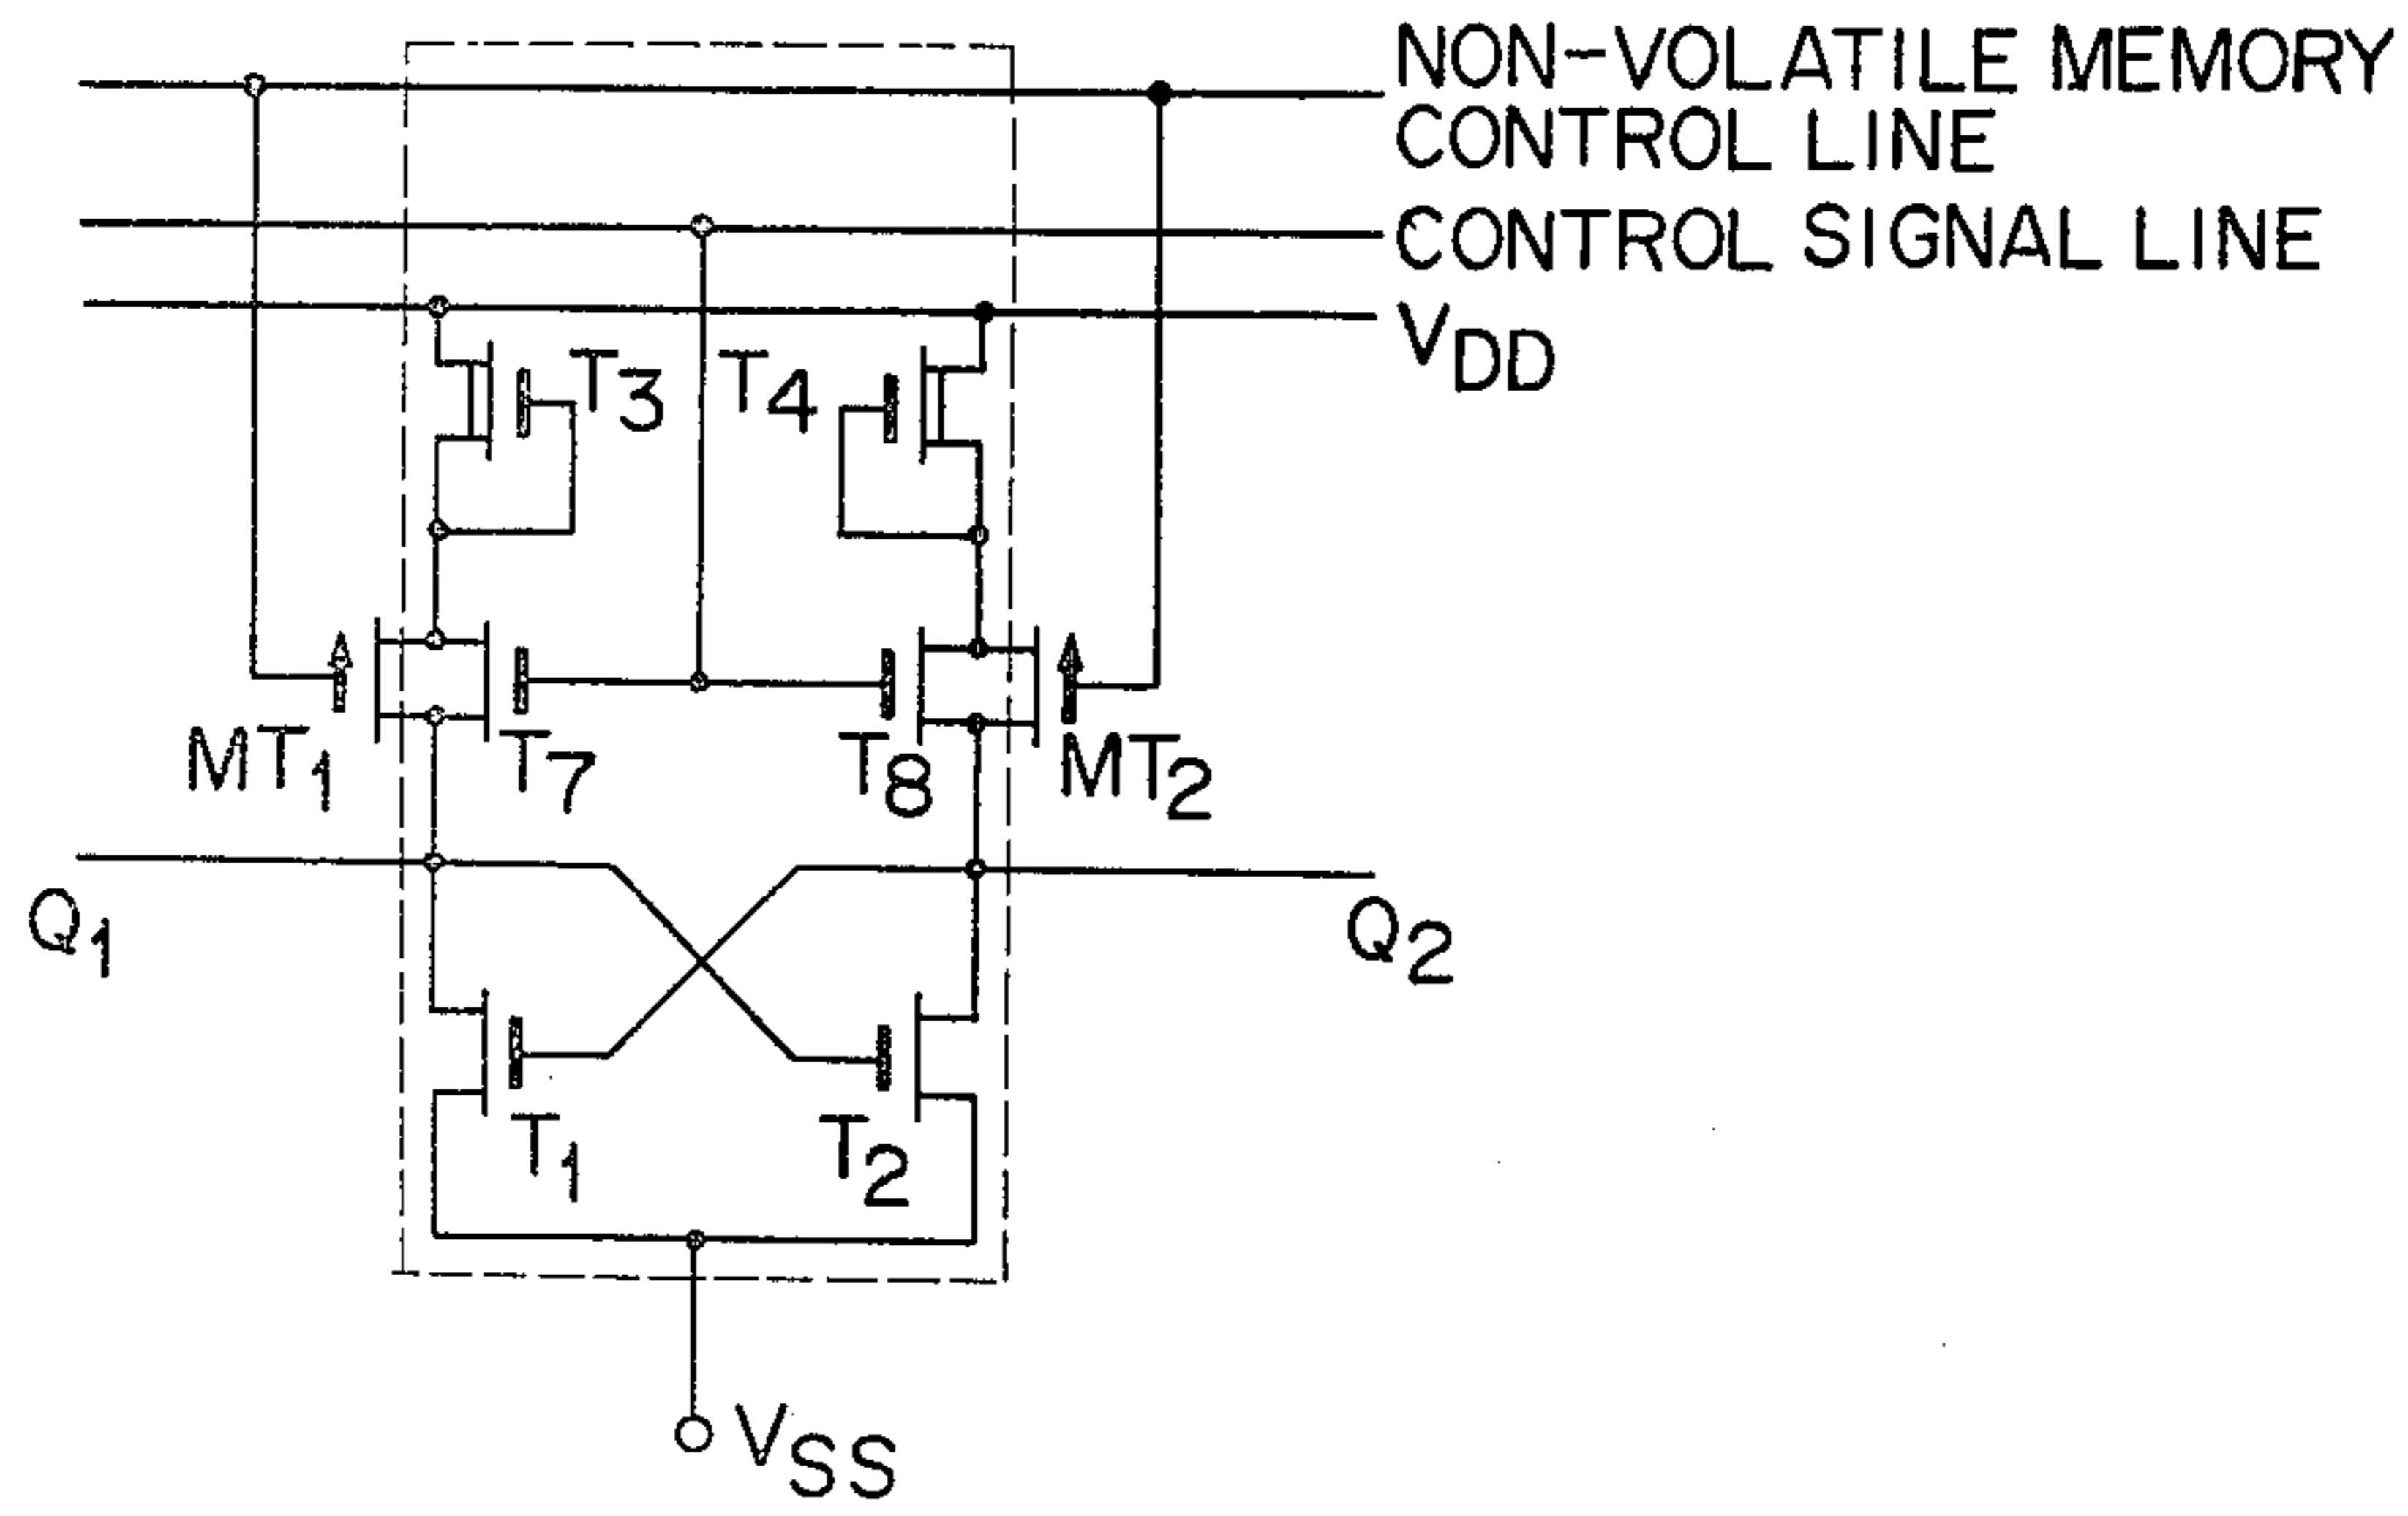 NON-VOLATILE MEMORY
CONTROL LINE
CONTROL SIGNAL LINE
VDD
T3 T4
MT1 T7 T8 MT2
Q1 Q2
T1 T2
VSS